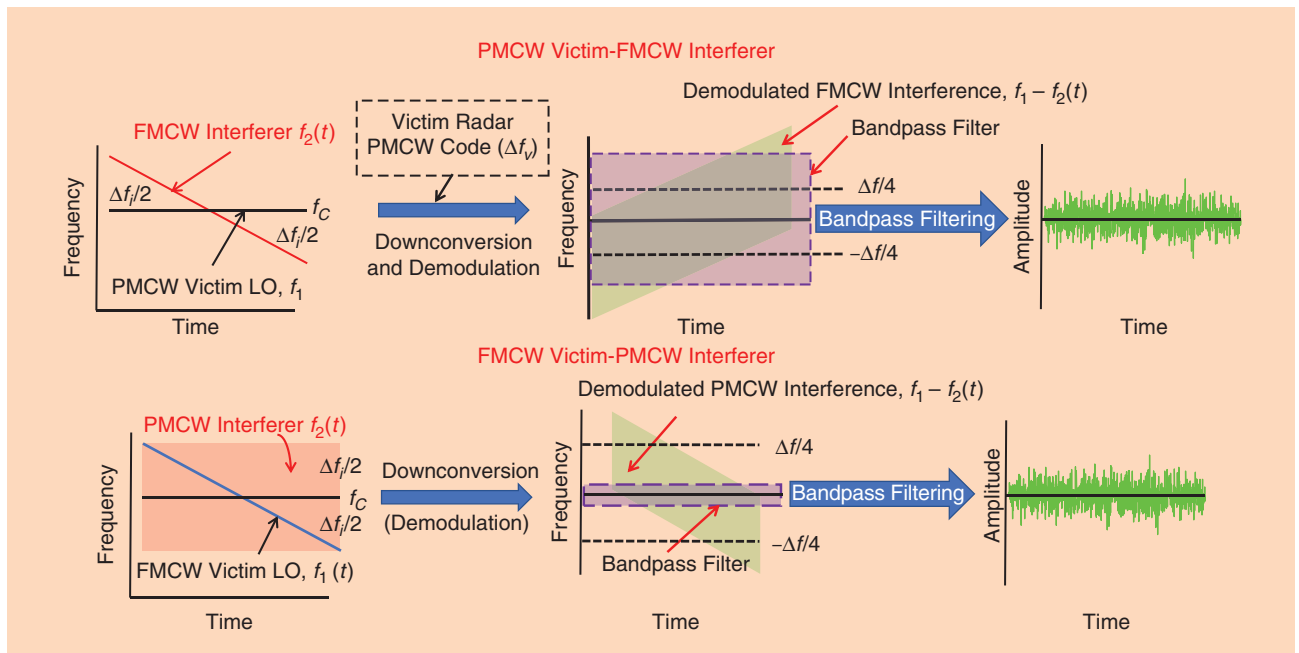 PMCW Victim-FMCW Interferer
FMCW Interferer f2(t)
Frequency
Δfi/2
fC
Δfi/2
PMCW Victim LO, f1
Time
Victim Radar
PMCW Code (Δfv)
Downconversion
and Demodulation
Demodulated FMCW Interference, f1 – f2(t)
Bandpass Filter
Frequency
Δf/4
–Δf/4
Time
Bandpass Filtering
Amplitude
Time
FMCW Victim-PMCW Interferer
PMCW Interferer f2(t)
Frequency
Δfi/2
fC
Δfi/2
FMCW Victim LO, f1 (t)
Time
Downconversion
(Demodulation)
Demodulated PMCW Interference, f1 – f2(t)
Frequency
Δf/4
–Δf/4
Bandpass Filter
Time
Bandpass Filtering
Amplitude
Time